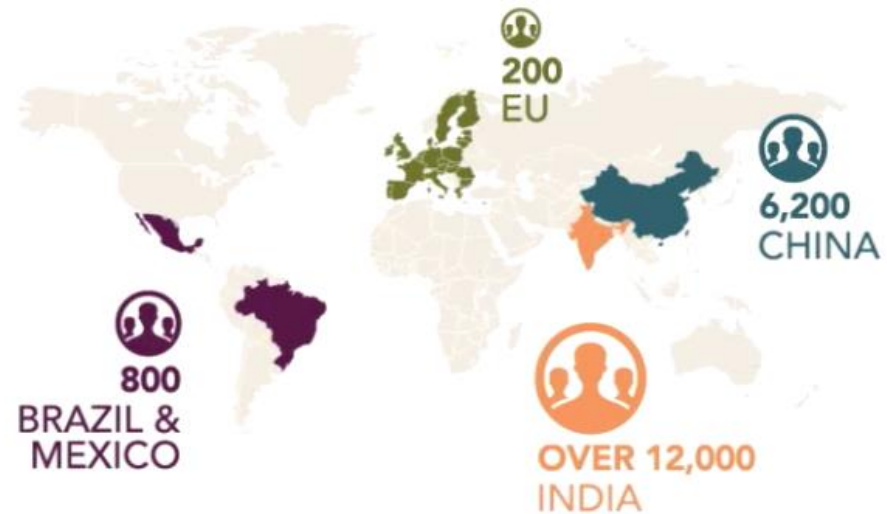 200
EU
6,200
CHINA
800
BRAZIL &
MEXICO
OVER 12,000
INDIA